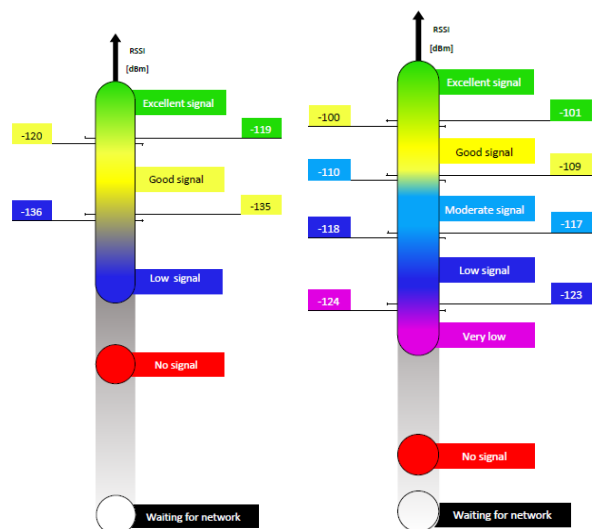 RSSI
[dBm]
Excellent signal
-120
-119
Good signal
-136
-135
Low signal
No signal
Waiting for network
RSSI
[dBm]
Excellent signal
-100
-101
Good signal
-110
-109
Moderate signal
-118
-117
Low signal
-124
-123
Very low
No signal
Waiting for network